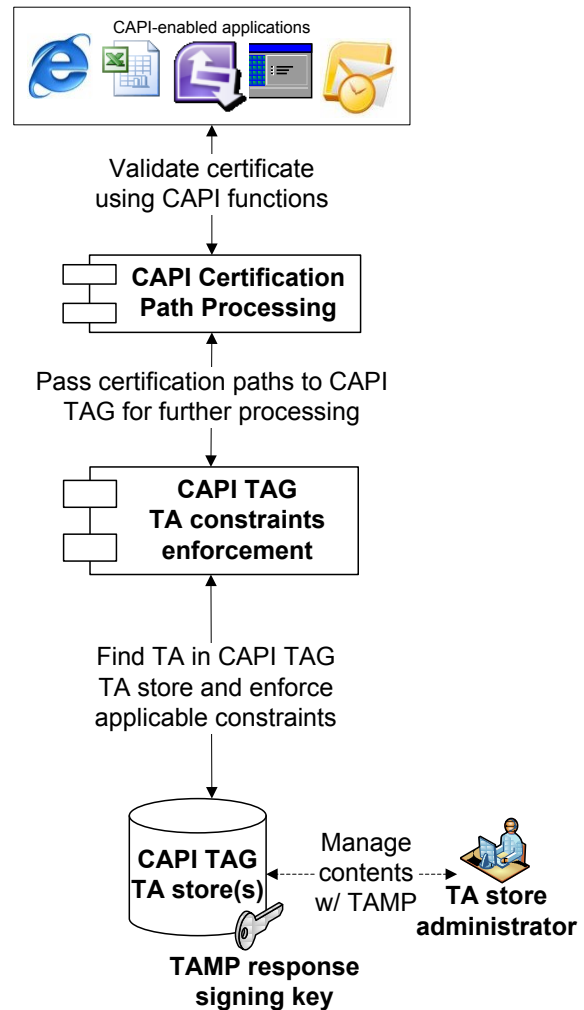 CAPI-enabled applications
Validate certificate
using CAPI functions
CAPI Certification
Path Processing
Pass certification paths to CAPI
TAG for further processing
CAPI TAG
TA constraints
enforcement
Find TA in CAPI TAG
TA store and enforce
applicable constraints
CAPI TAG
TA store(s)
Manage
contents
w/ TAMP
TA store
administrator
TAMP response
signing key